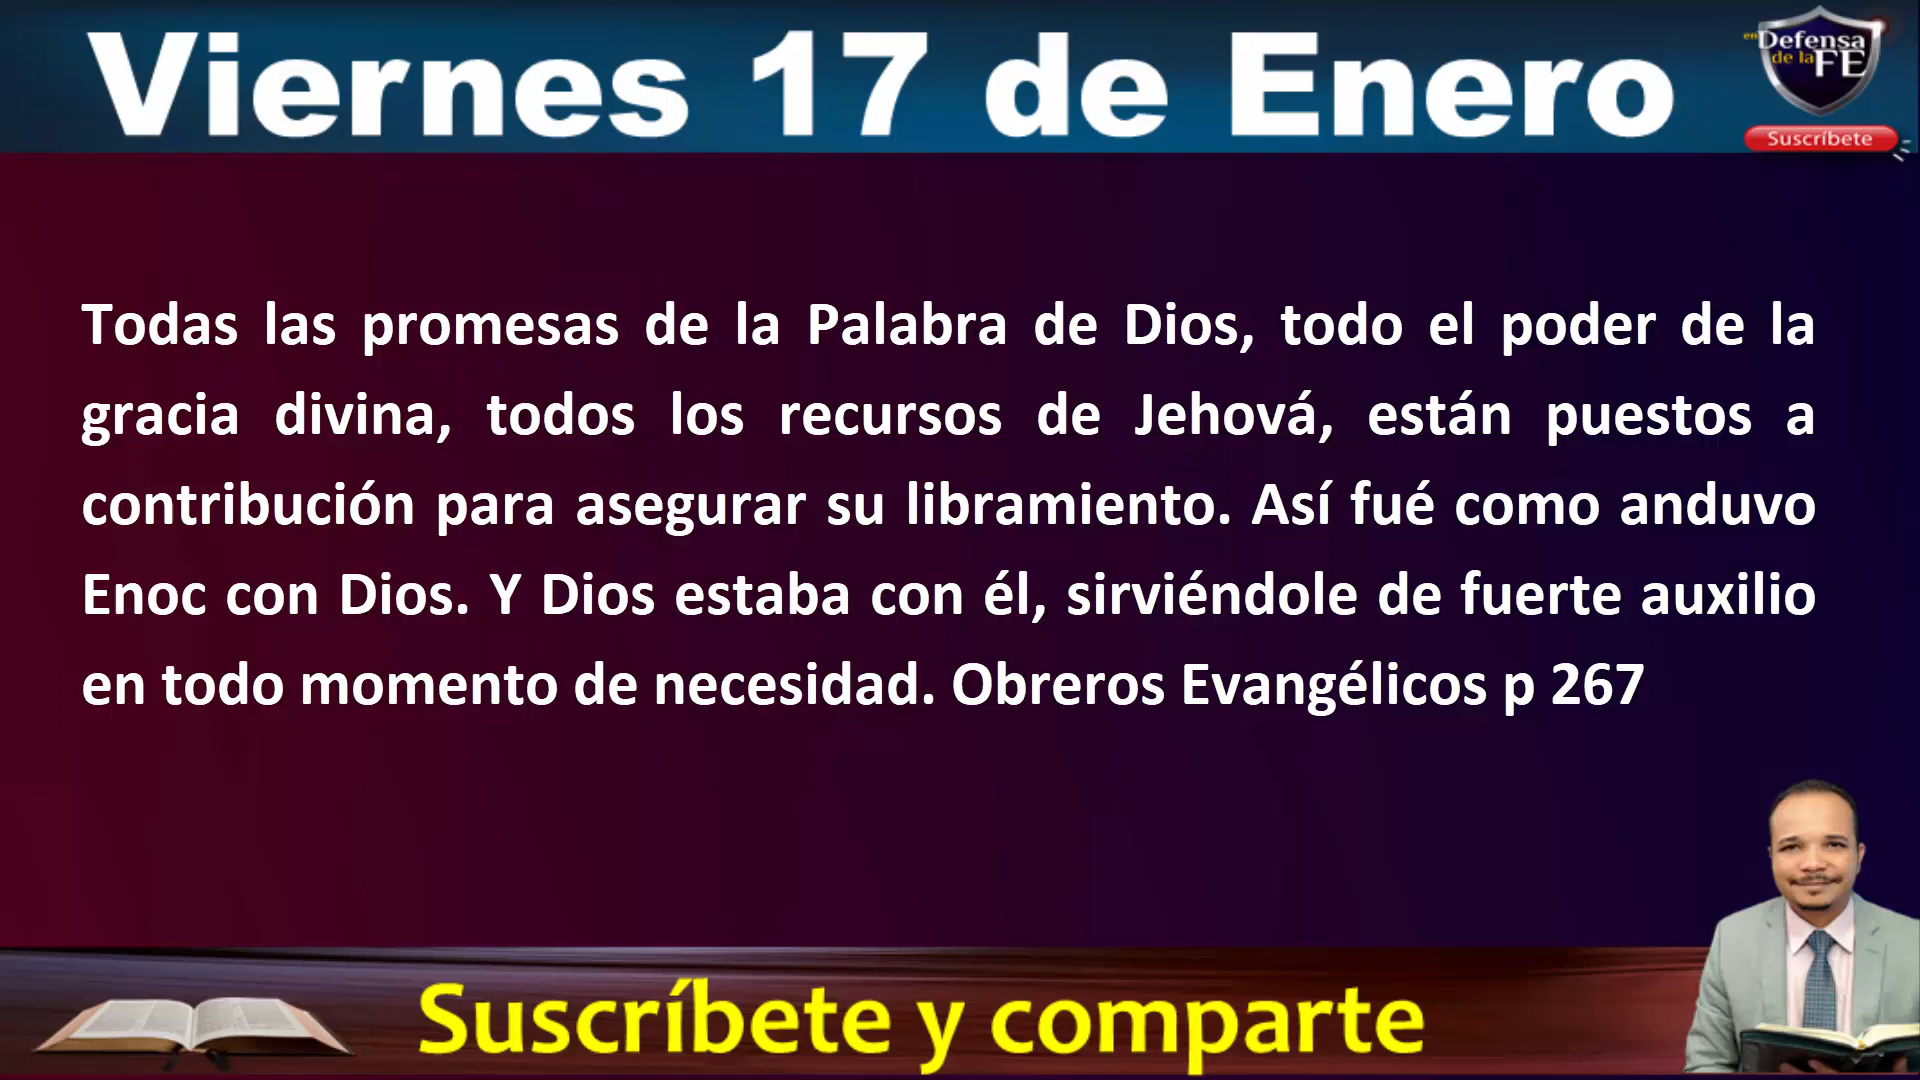 Viernes 17 de Enero
en Defensa
de la FE
Suscríbete
Todas las promesas de la Palabra de Dios, todo el poder de la
gracia divina, todos los recursos de Jehová, están puestos a
contribución para asegurar su libramiento. Así fué como anduvo
Enoc con Dios. Y Dios estaba con él, sirviéndole de fuerte auxilio
en todo momento de necesidad. Obreros Evangélicos p 267
Suscríbete y comparte